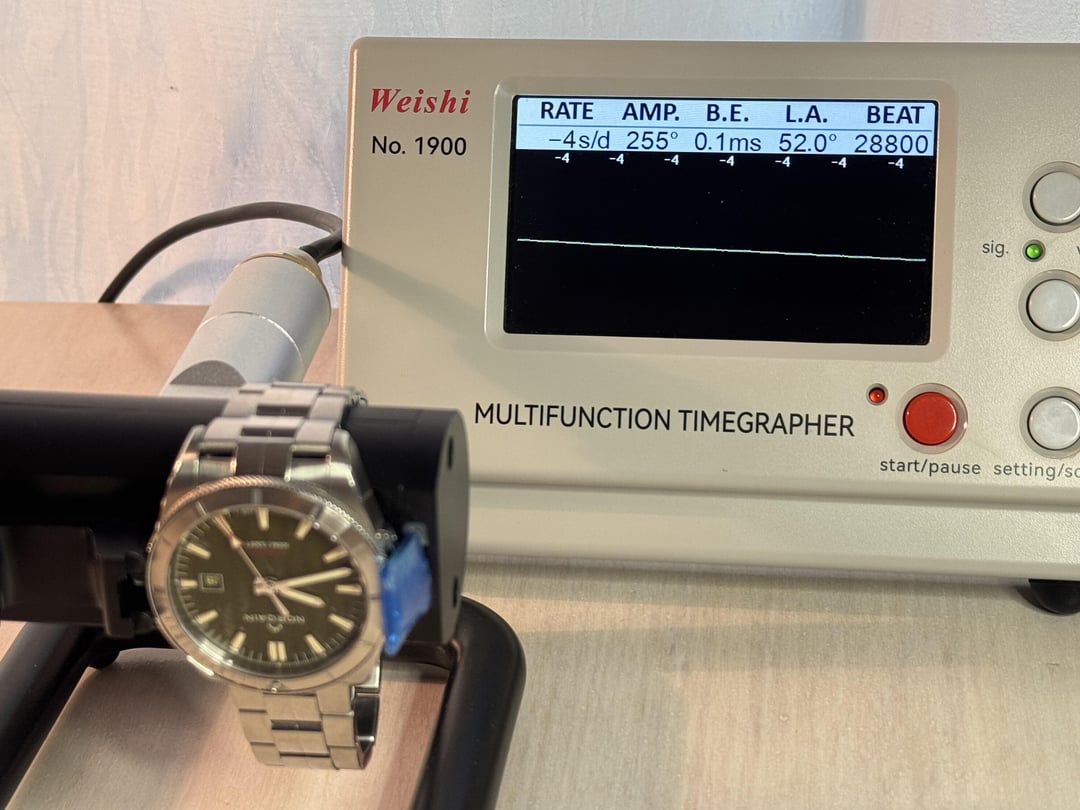 Weishi
No. 1900
RATE AMP. B.E. L.A. BEAT
−4s/d 255° 0.1ms 52.0° 28800
-4 -4 -4 -4 -4 -4 -4
sig.
MULTIFUNCTION TIMEGRAPHER
start/pause setting/
NORQAIN